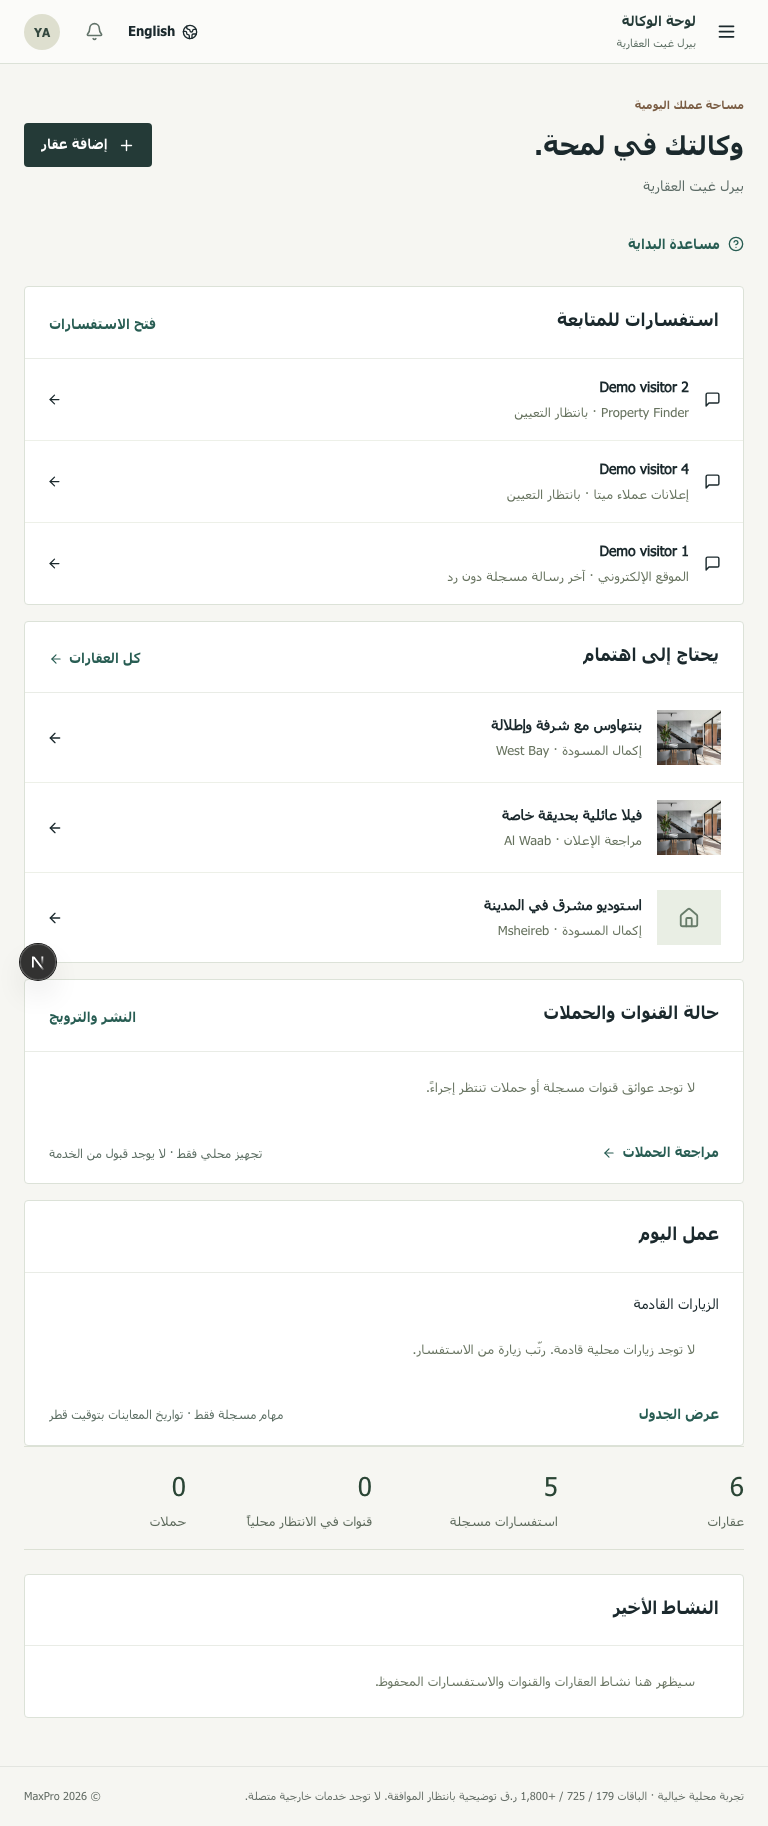 لوحة الوكالة
بيرل غيت العقارية
English
YA
مساحة عملك اليومية
وكالتك في لمحة.
بيرل غيت العقارية
إضافة عقار
مساعدة البداية
استفسارات للمتابعة
فتح الاستفسارات
Demo visitor 2
Property Finder · بانتظار التعيين
Demo visitor 4
إعلانات عملاء ميتا · بانتظار التعيين
Demo visitor 1
الموقع الإلكتروني · آخر رسالة مسجلة دون رد
يحتاج إلى اهتمام
كل العقارات
بنتهاوس مع شرفة وإطلالة
إكمال المسودة · West Bay
فيلا عائلية بحديقة خاصة
مراجعة الإعلان · Al Waab
استوديو مشرق في المدينة
إكمال المسودة · Msheireb
N
حالة القنوات والحملات
النشر والترويج
لا توجد عوائق قنوات مسجلة أو حملات تنتظر إجراءً.
مراجعة الحملات
تجهيز محلي فقط · لا يوجد قبول من الخدمة
عمل اليوم
الزيارات القادمة
لا توجد زيارات محلية قادمة. رتّب زيارة من الاستفسار.
عرض الجدول
مهام مسجلة فقط · تواريخ المعاينات بتوقيت قطر
6
عقارات
5
استفسارات مسجلة
0
قنوات في الانتظار محلياً
0
حملات
النشاط الأخير
سيظهر هنا نشاط العقارات والقنوات والاستفسارات المحفوظ.
تجربة محلية خيالية · الباقات 179 / 725 / +1,800 ر.ق توضيحية بانتظار الموافقة. لا توجد خدمات خارجية متصلة.
© 2026 MaxPro